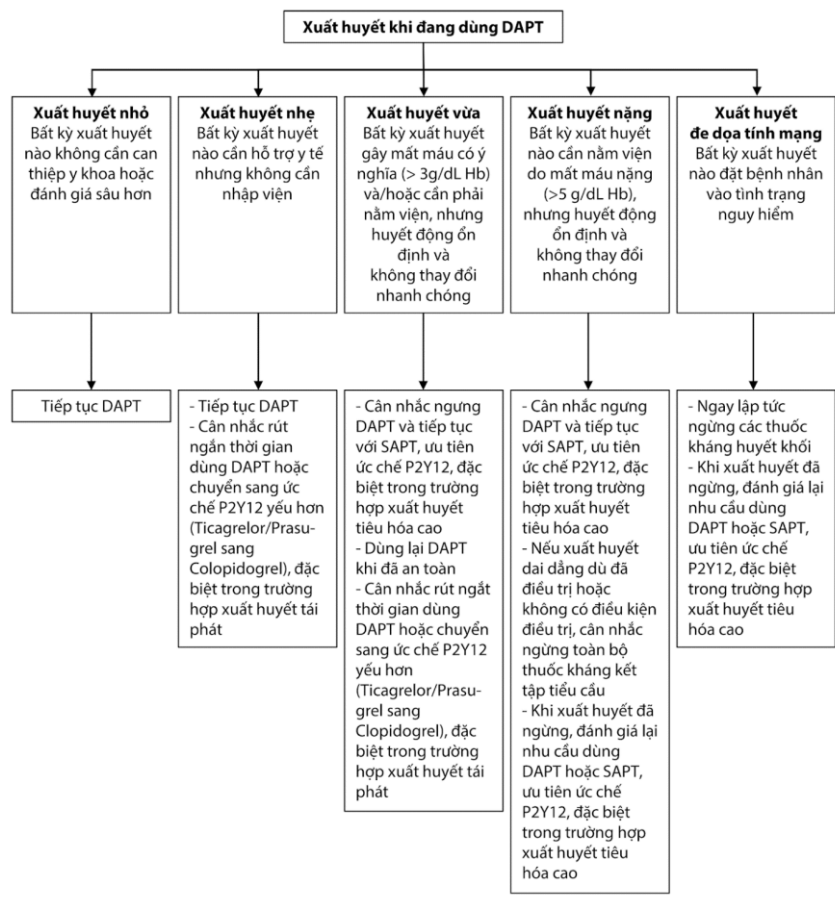 Xuất huyết khi đang dùng DAPT
Xuất huyết nhỏ
Bất kỳ xuất huyết
nào không cần can
thiệp y khoa hoặc
đánh giá sâu hơn
Xuất huyết nhẹ
Bất kỳ xuất huyết
nào cần hỗ trợ y tế
nhưng không cần
nhập viện
Xuất huyết vừa
Bất kỳ xuất huyết
gây mất máu có ý
nghĩa (> 3g/dL Hb)
và/hoặc cần phải
nằm viện, nhưng
huyết động ổn
định và
không thay đổi
nhanh chóng
Xuất huyết nặng
Bất kỳ xuất huyết
nào cần nằm viện
do mất máu nặng
(>5 g/dL Hb),
nhưng huyết động
ổn định và
không thay đổi
nhanh chóng
Xuất huyết
đe dọa tính mạng
Bất kỳ xuất huyết
nào đặt bệnh nhân
vào tình trạng
nguy hiểm
Tiếp tục DAPT
- Tiếp tục DAPT
- Cân nhắc rút
ngắn thời gian
dùng DAPT hoặc
chuyển sang ức
chế P2Y12 yếu hơn
(Ticagrelor/Prasu-
grel sang
Colopidogrel), đặc
biệt trong trường
hợp xuất huyết tái
phát
- Cân nhắc ngưng
DAPT và tiếp tục
với SAPT, ưu tiên
ức chế P2Y12, đặc
biệt trong trường
hợp xuất huyết
tiêu hóa cao
- Dùng lại DAPT
khi đã an toàn
- Cân nhắc rút ngắt
thời gian dùng
DAPT hoặc chuyển
sang ức chế P2Y12
yếu hơn
(Ticagrelor/Prasu-
grel sang
Clopidogrel), đặc
biệt trong trường
hợp xuất huyết tái
phát
- Cân nhắc ngưng
DAPT và tiếp tục
với SAPT, ưu tiên
ức chế P2Y12, đặc
biệt trong trường
hợp xuất huyết
tiêu hóa cao
- Nếu xuất huyết
dai dẳng dù đã
điều trị hoặc
không có điều kiện
điều trị, cân nhắc
ngừng toàn bộ
thuốc kháng kết
tập tiểu cầu
- Khi xuất huyết đã
ngừng, đánh giá lại
nhu cầu dùng
DAPT hoặc SAPT,
ưu tiên ức chế
P2Y12, đặc biệt
trong trường hợp
xuất huyết tiêu
hóa cao
- Ngay lập tức
ngừng các thuốc
kháng huyết khối
- Khi xuất huyết đã
ngừng, đánh giá lại
nhu cầu dùng
DAPT hoặc SAPT,
ưu tiên ức chế
P2Y12, đặc biệt
trong trường hợp
xuất huyết tiêu
hóa cao